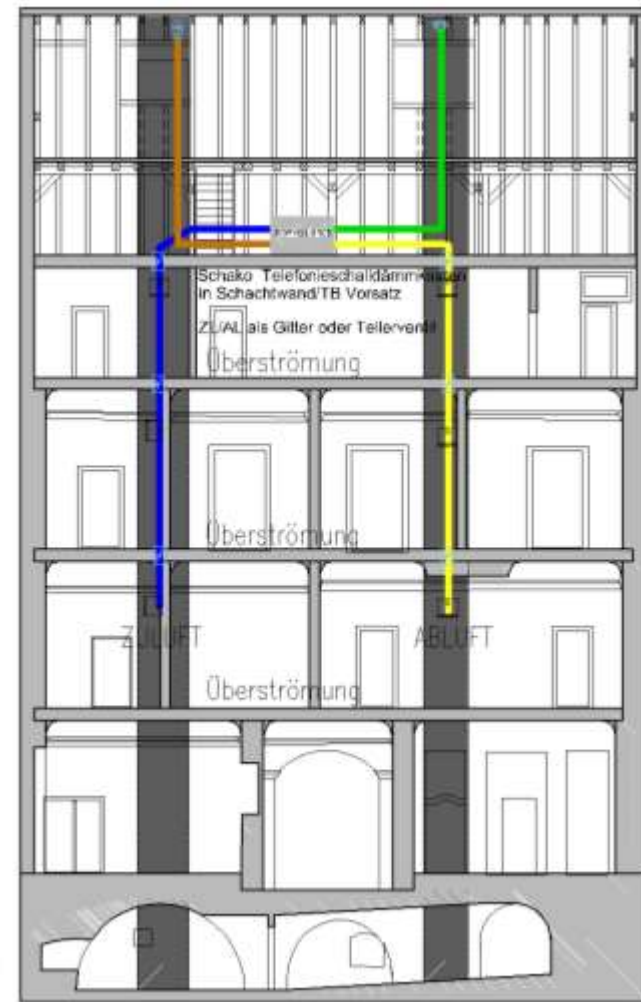 Schako Telefonieschalldämmkasten
in Schachtwand/TB Vorsatz
ZL/AL als Gitter oder Tellerventil
Überströmung
Überströmung
ZULUFT
ABLUFT
Überströmung